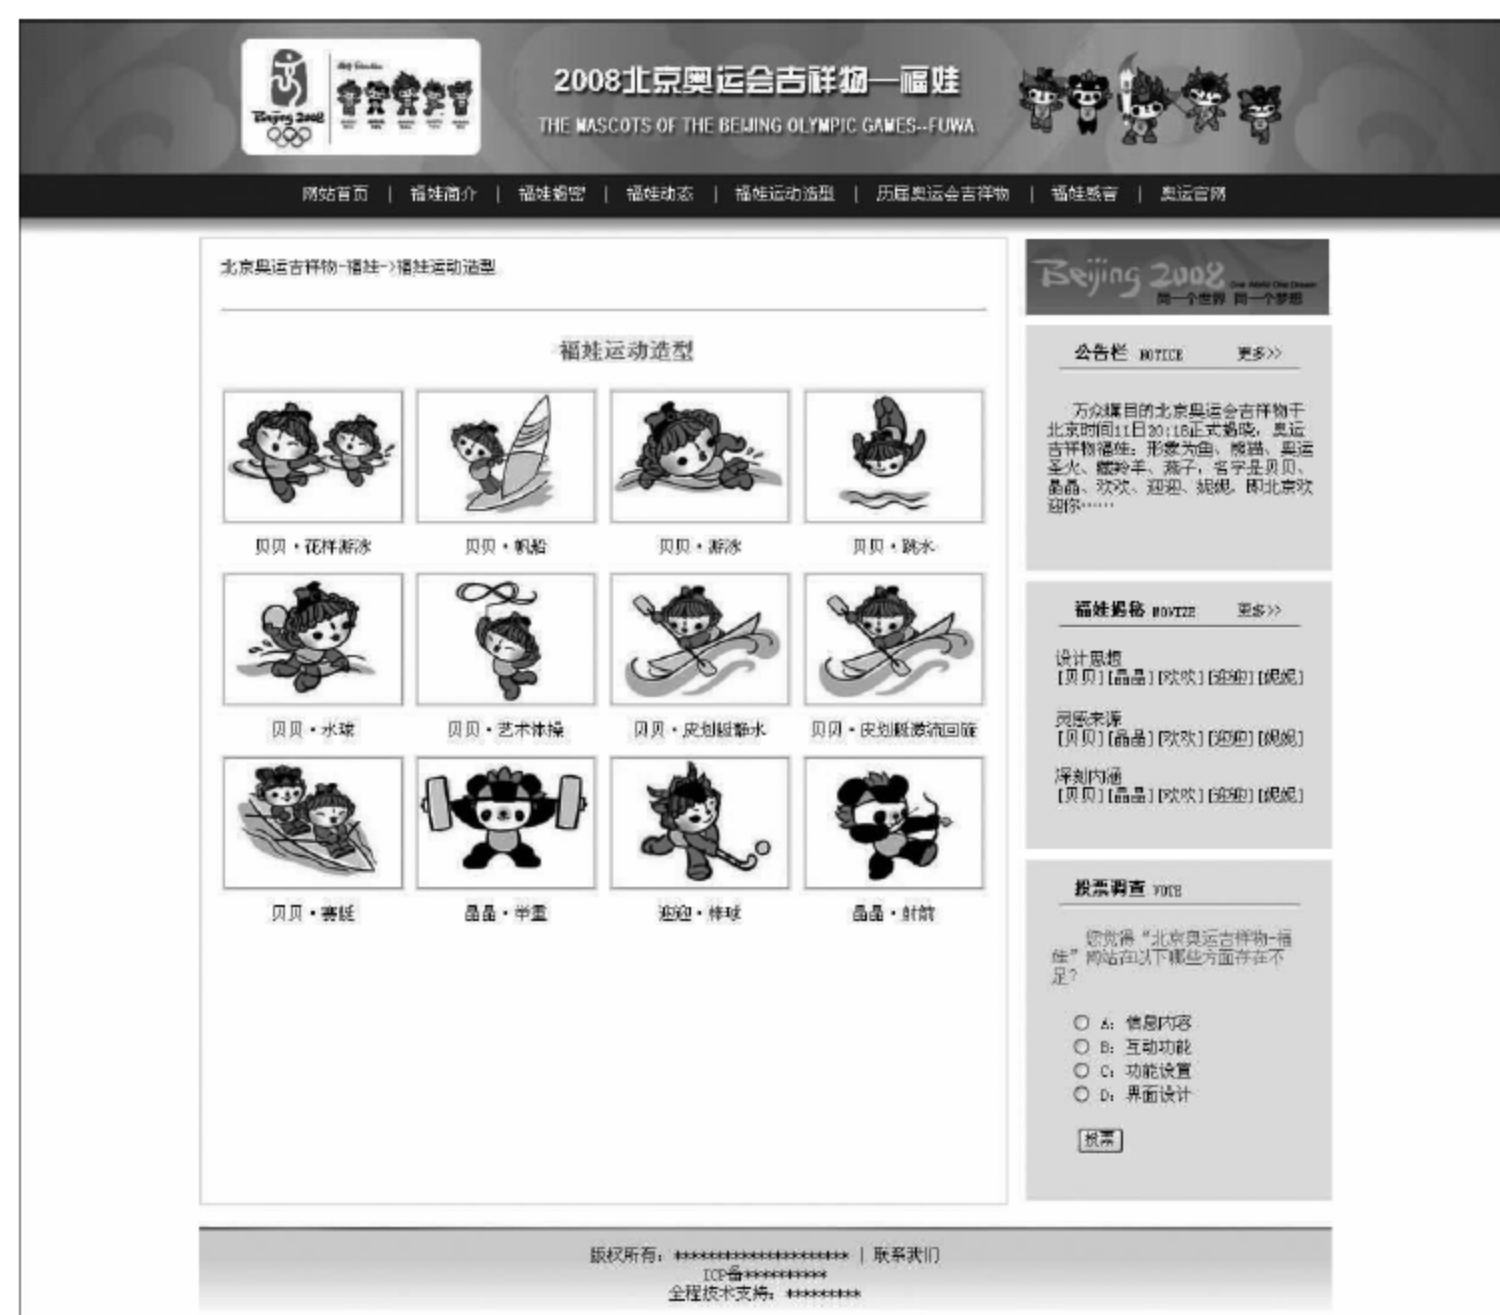 Beijing 2008
2008北京奥运会吉祥物—福娃
THE MASCOTS OF THE BEIJING OLYMPIC GAMES--FUWA
网站首页 | 福娃简介 | 福娃揭密 | 福娃动态 | 福娃运动造型 | 历届奥运会吉祥物 | 福娃感言 | 奥运官网
北京奥运吉祥物-福娃->福娃运动造型
福娃运动造型
贝贝·花样游泳 贝贝·帆船 贝贝·游泳 贝贝·跳水
贝贝·水球 贝贝·艺术体操 贝贝·皮划艇静水 贝贝·皮划艇激流回旋
贝贝·赛艇 晶晶·举重 迎迎·棒球 晶晶·射箭
Beijing 2008
One World One Dream
同一个世界 同一个梦想
公告栏 NOTICE 更多>>
万众瞩目的北京奥运会吉祥物于
北京时间11日20:18正式揭晓，奥运
吉祥物福娃：形象为鱼、熊猫、奥运
圣火、藏羚羊、燕子，名字是贝贝、
晶晶、欢欢、迎迎、妮妮，即北京欢
迎你……
福娃揭秘 NOVIZE 更多>>
设计思想
[贝贝][晶晶][欢欢][迎迎][妮妮]
灵感来源
[贝贝][晶晶][欢欢][迎迎][妮妮]
深刻内涵
[贝贝][晶晶][欢欢][迎迎][妮妮]
投票调查 VOTE
您觉得“北京奥运吉祥物-福
娃”网站在以下哪些方面存在不
足？
A：信息内容
B：互动功能
C：功能设置
D：界面设计
投票
版权所有：********************* | 联系我们
ICP备**********
全程技术支持：*********